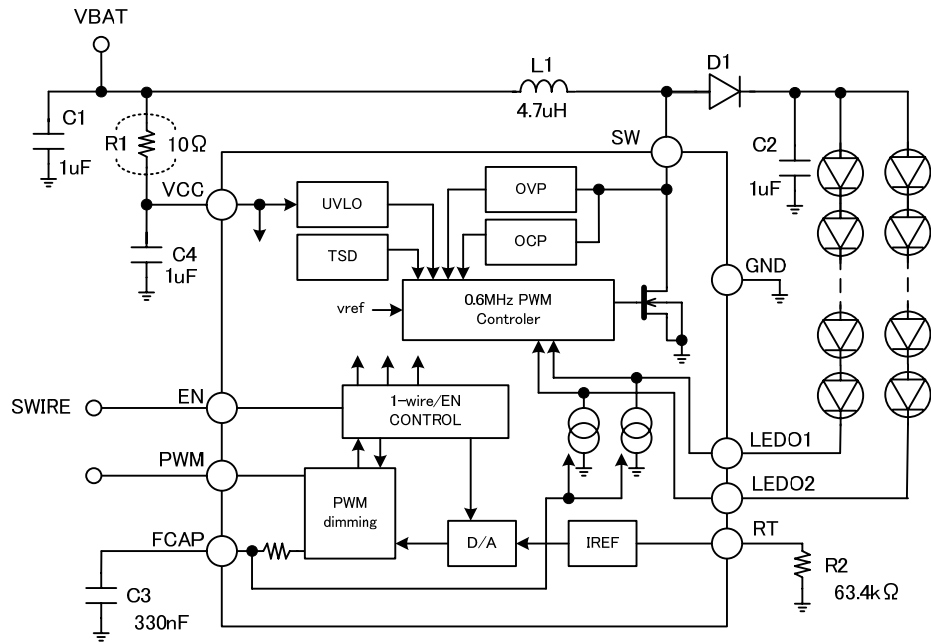 VBAT
L1
4.7uH
D1
C1
1uF
R1
10Ω
C2
1uF
SW
VCC
UVLO
OVP
TSD
OCP
C4
1uF
GND
vref
0.6MHz PWM
Controler
SWIRE
EN
1-wire/EN
CONTROL
LEDO1
PWM
LEDO2
PWM
dimming
FCAP
D/A
IREF
RT
R2
63.4kΩ
C3
330nF